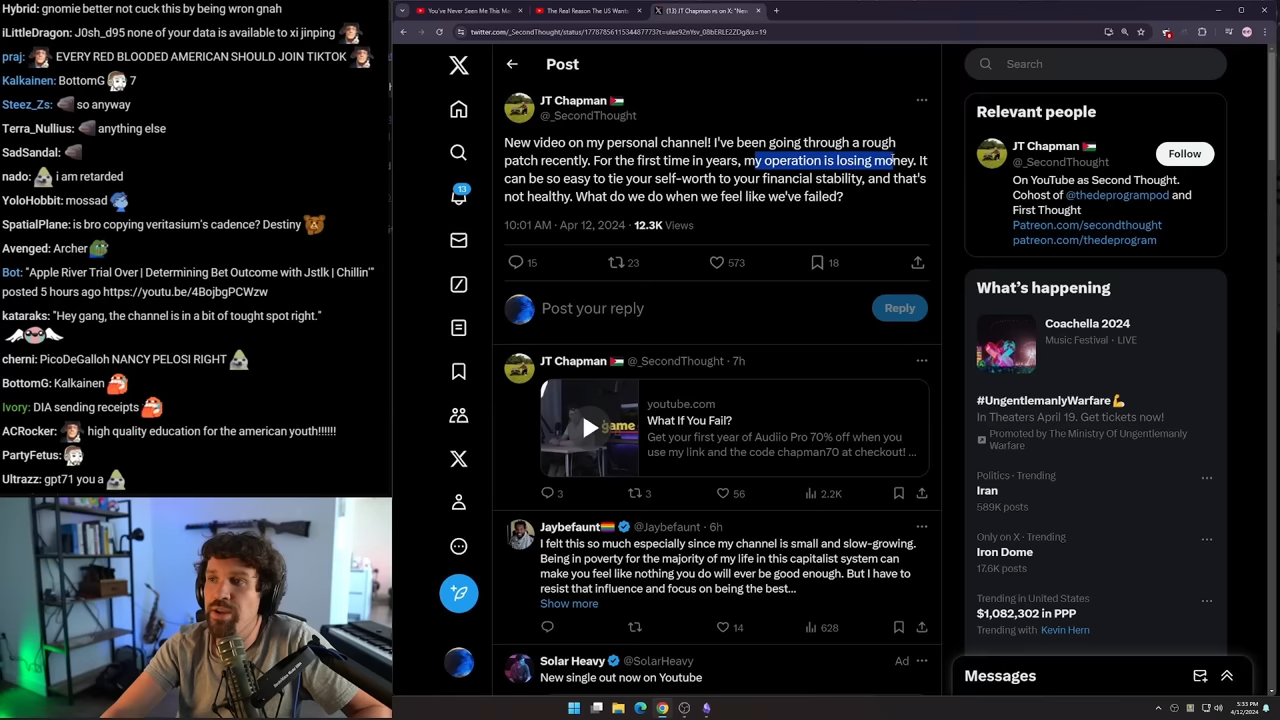 Hybrid: gnomie better not cuck this by being wron gnah
iLittleDragon: J0sh_d95 none of your data is available to xi jinping
praj: EVERY RED BLOODED AMERICAN SHOULD JOIN TIKTOK
Kalkainen: BottomG 7
Steez_Zs: so anyway
Terra_Nullius: anything else
SadSandal:
nado: i am retarded
YoloHobbit: mossad
SpatialPlane: is bro copying veritasium's cadence? Destiny
Avenged: Archer
Bot: "Apple River Trial Over | Determining Bet Outcome with Jstlk | Chillin'"
posted 5 hours ago https://youtu.be/4BojbgPCWzw
kataraks: "Hey gang, the channel is in a bit of tought spot right."
cherni: PicoDeGalloh NANCY PELOSI RIGHT
BottomG: Kalkainen
Ivory: DIA sending receipts
ACRocker: high quality education for the american youth!!!!!!
PartyFetus:
Ultrazz: gpt71 you a
You've Never Seen Me This Ma
The Real Reason The US Wants
(13) JT Chapman on X: "New
twitter.com/_SecondThought/status/1778785611534487773?t=ules92nYsv_08bERLE2ZDg&s=19
Post
JT Chapman
@_SecondThought
New video on my personal channel! I've been going through a rough
patch recently. For the first time in years, my operation is losing money. It
can be so easy to tie your self-worth to your financial stability, and that's
not healthy. What do we do when we feel like we've failed?
10:01 AM · Apr 12, 2024 · 12.3K Views
15 23 573 18
Post your reply
Reply
JT Chapman @_SecondThought · 7h
youtube.com
What If You Fail?
Get your first year of Audiio Pro 70% off when you
use my link and the code chapman70 at checkout! ...
game
3 3 56 2.2K
Jaybefaunt @Jaybefaunt · 6h
I felt this so much especially since my channel is small and slow-growing.
Being in poverty for the majority of my life in this capitalist system can
make you feel like nothing you do will ever be good enough. But I have to
resist that influence and focus on being the best...
Show more
14 628
Solar Heavy @SolarHeavy Ad
New single out now on Youtube
13
Search
Relevant people
JT Chapman
@_SecondThought
Follow
On YouTube as Second Thought.
Cohost of @thedeprogrampod and
First Thought
Patreon.com/secondthought
patreon.com/thedeprogram
What's happening
Coachella 2024
Music Festival · LIVE
#UngentlemanlyWarfare
In Theaters April 19. Get tickets now!
Promoted by The Ministry Of Ungentlemanly
Warfare
Politics · Trending
Iran
589K posts
Only on X · Trending
Iron Dome
17.6K posts
Trending in United States
$1,082,302 in PPP
Trending with Kevin Hern
Messages
5:33 PM
4/12/2024